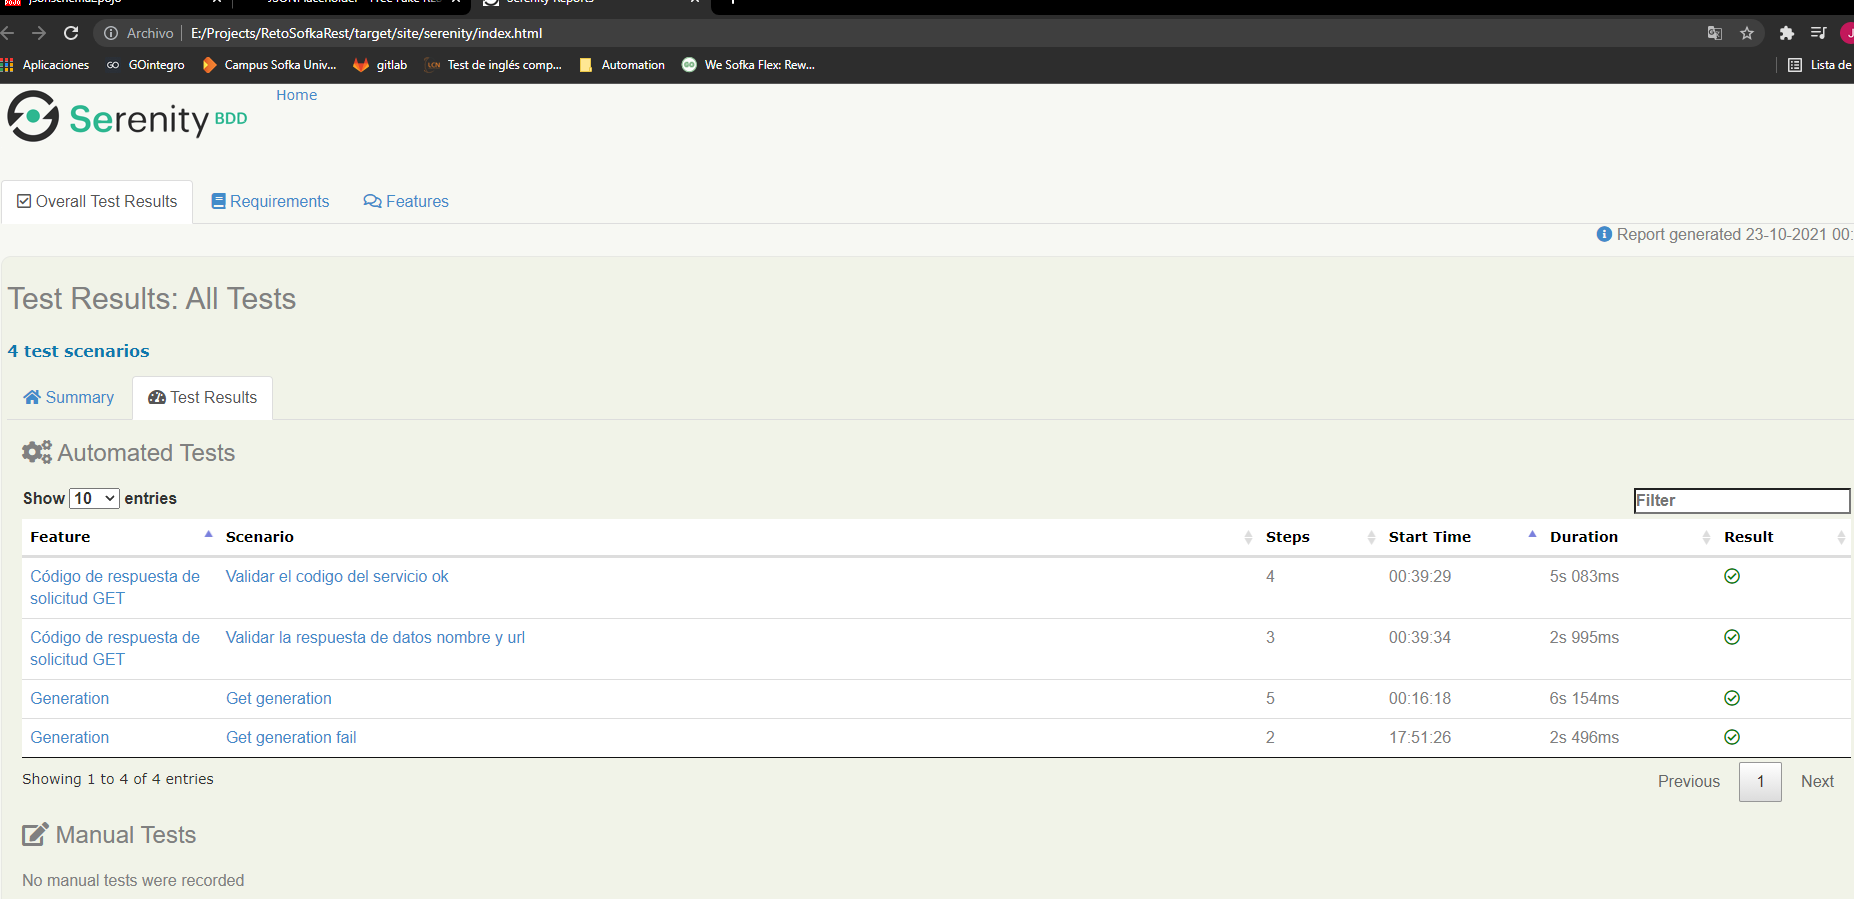 Archivo E:/Projects/RetoSofkaRest/target/site/serenity/index.html
Aplicaciones GOintegro Campus Sofka Univ... gitlab Test de inglés comp... Automation We Sofka Flex: Rew... Lista de
Serenity BDD Home
Overall Test Results Requirements Features
Report generated 23-10-2021 00:
Test Results: All Tests
4 test scenarios
Summary Test Results
Automated Tests
Show 10 entries Filter
Feature Scenario Steps Start Time Duration Result
Código de respuesta de Validar el codigo del servicio ok 4 00:39:29 5s 083ms
solicitud GET
Código de respuesta de Validar la respuesta de datos nombre y url 3 00:39:34 2s 995ms
solicitud GET
Generation Get generation 5 00:16:18 6s 154ms
Generation Get generation fail 2 17:51:26 2s 496ms
Showing 1 to 4 of 4 entries Previous 1 Next
Manual Tests
No manual tests were recorded